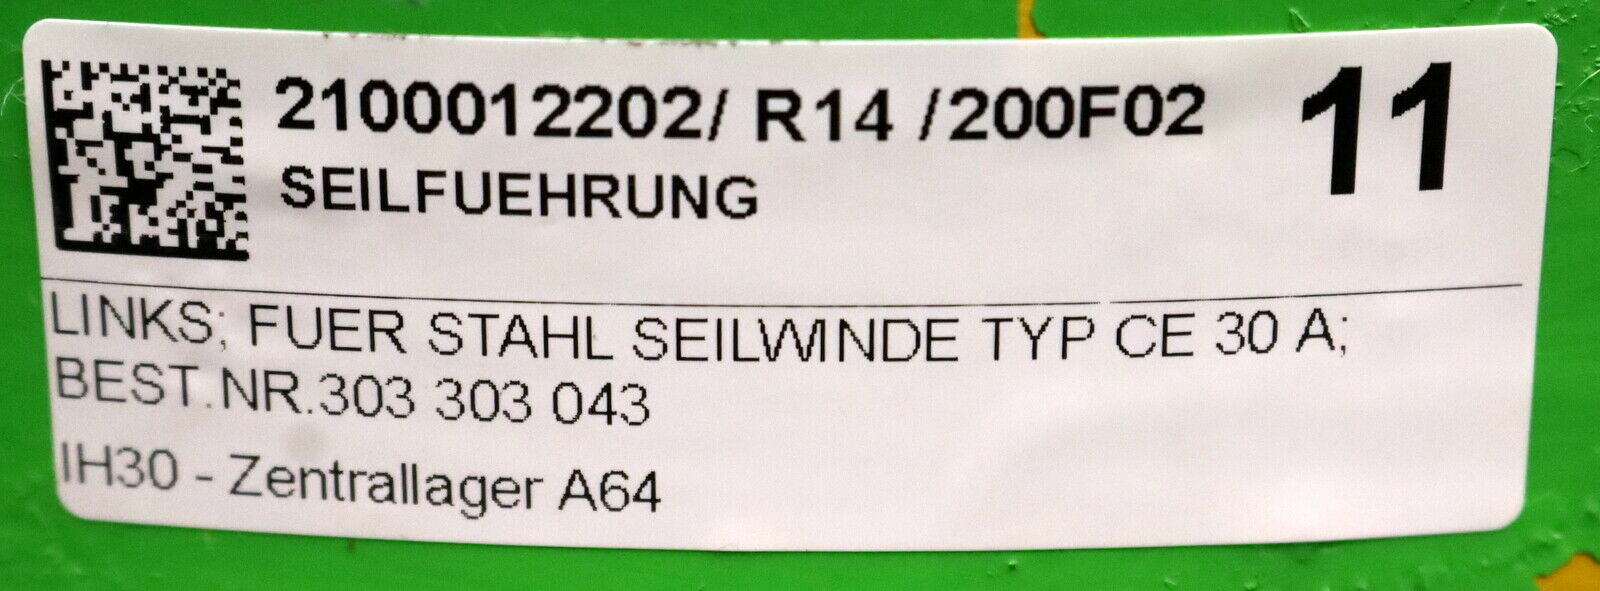 2100012202/ R14 /200F02 11
SEILFUEHRUNG
LINKS; FUER STAHL SEILWINDE TYP CE 30 A;
BEST.NR.303 303 043
IH30 - Zentrallager A64